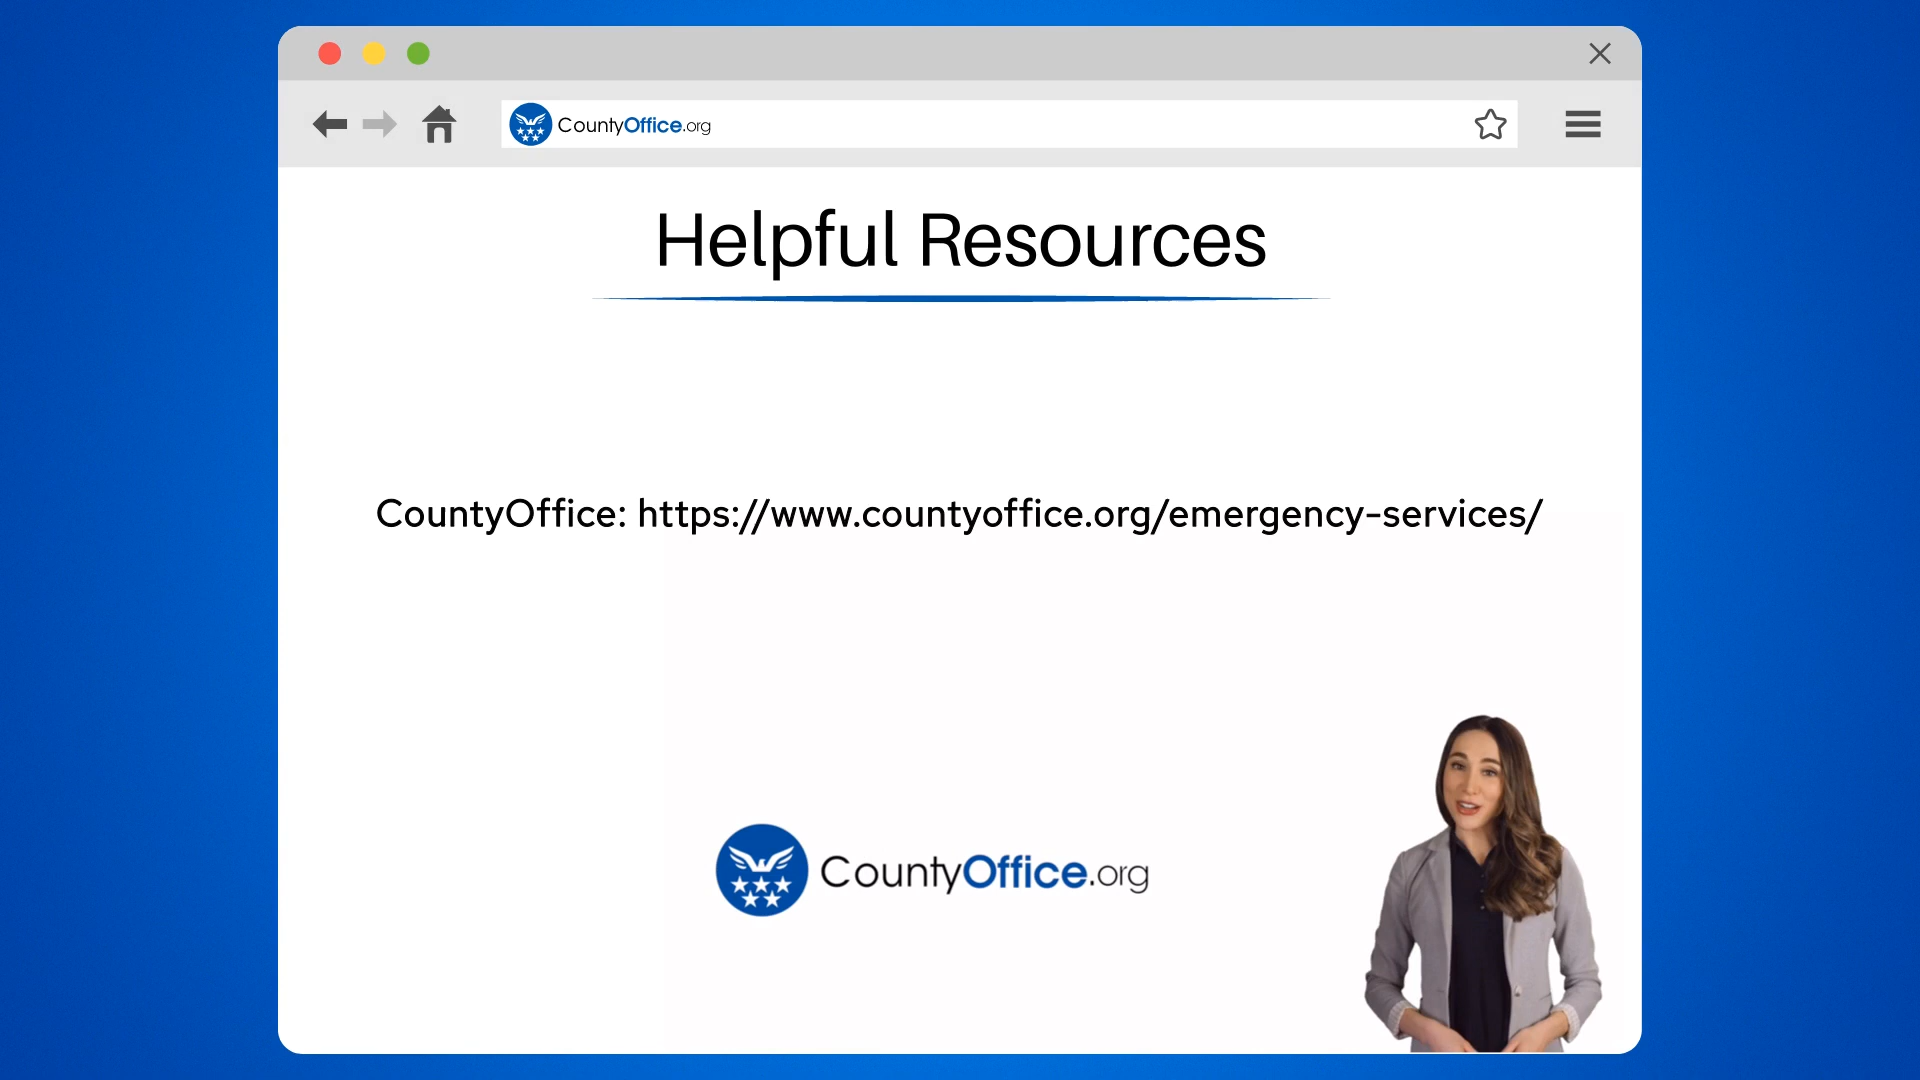 CountyOffice.org
Helpful Resources
CountyOffice: https://www.countyoffice.org/emergency-services/
CountyOffice.org